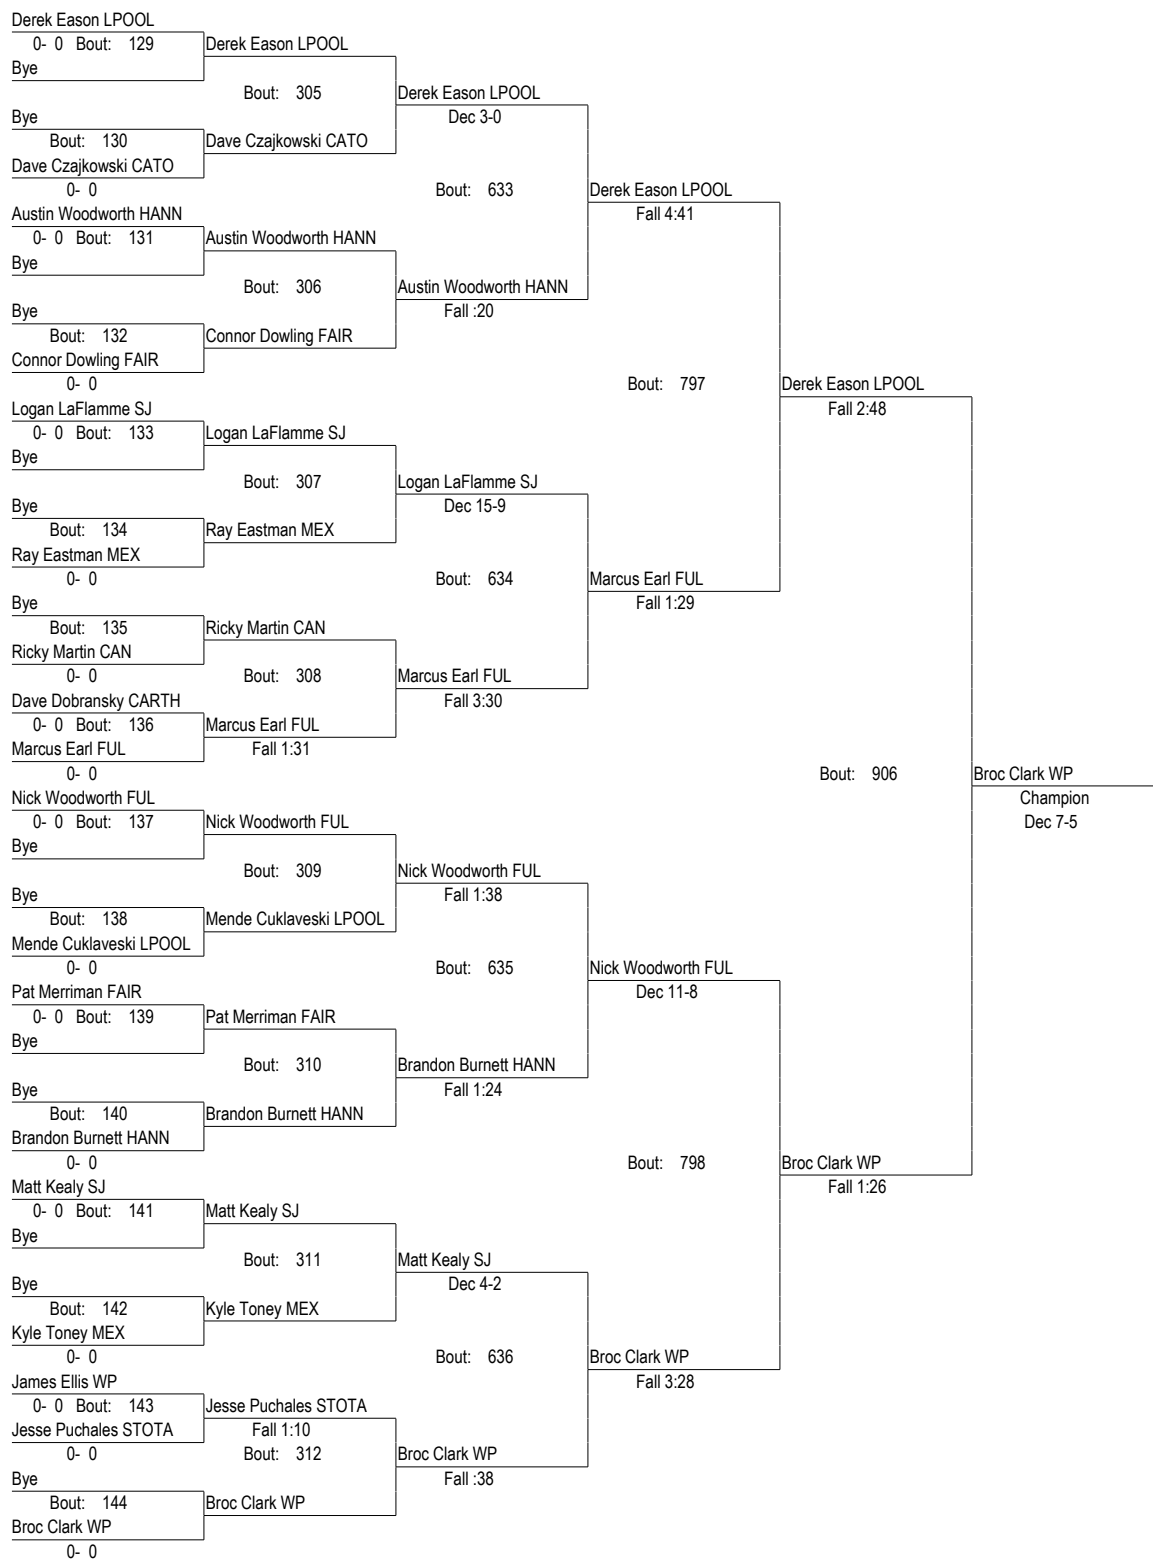 Derek Eason LPOOL
0- 0 Bout: 129 Derek Eason LPOOL
Bye
Bout: 305 Derek Eason LPOOL
Bye Dec 3-0
Bout: 130 Dave Czajkowski CATO
Dave Czajkowski CATO
0- 0 Bout: 633 Derek Eason LPOOL
Austin Woodworth HANN Fall 4:41
0- 0 Bout: 131 Austin Woodworth HANN
Bye
Bout: 306 Austin Woodworth HANN
Bye Fall :20
Bout: 132 Connor Dowling FAIR
Connor Dowling FAIR
0- 0 Bout: 797 Derek Eason LPOOL
Logan LaFlamme SJ Fall 2:48
0- 0 Bout: 133 Logan LaFlamme SJ
Bye
Bout: 307 Logan LaFlamme SJ
Bye Dec 15-9
Bout: 134 Ray Eastman MEX
Ray Eastman MEX
0- 0 Bout: 634 Marcus Earl FUL
Bye Fall 1:29
Bout: 135 Ricky Martin CAN
Ricky Martin CAN
0- 0 Bout: 308 Marcus Earl FUL
Dave Dobransky CARTH Fall 3:30
0- 0 Bout: 136 Marcus Earl FUL
Marcus Earl FUL Fall 1:31
0- 0 Bout: 906 Broc Clark WP
Nick Woodworth FUL Champion
0- 0 Bout: 137 Nick Woodworth FUL Dec 7-5
Bye
Bout: 309 Nick Woodworth FUL
Bye Fall 1:38
Bout: 138 Mende Cuklaveski LPOOL
Mende Cuklaveski LPOOL
0- 0 Bout: 635 Nick Woodworth FUL
Pat Merriman FAIR Dec 11-8
0- 0 Bout: 139 Pat Merriman FAIR
Bye
Bout: 310 Brandon Burnett HANN
Bye Fall 1:24
Bout: 140 Brandon Burnett HANN
Brandon Burnett HANN
0- 0 Bout: 798 Broc Clark WP
Matt Kealy SJ Fall 1:26
0- 0 Bout: 141 Matt Kealy SJ
Bye
Bout: 311 Matt Kealy SJ
Bye Dec 4-2
Bout: 142 Kyle Toney MEX
Kyle Toney MEX
0- 0 Bout: 636 Broc Clark WP
James Ellis WP Fall 3:28
0- 0 Bout: 143 Jesse Puchales STOTA
Jesse Puchales STOTA Fall 1:10
0- 0 Bout: 312 Broc Clark WP
Bye Fall :38
Bout: 144 Broc Clark WP
Broc Clark WP
0- 0